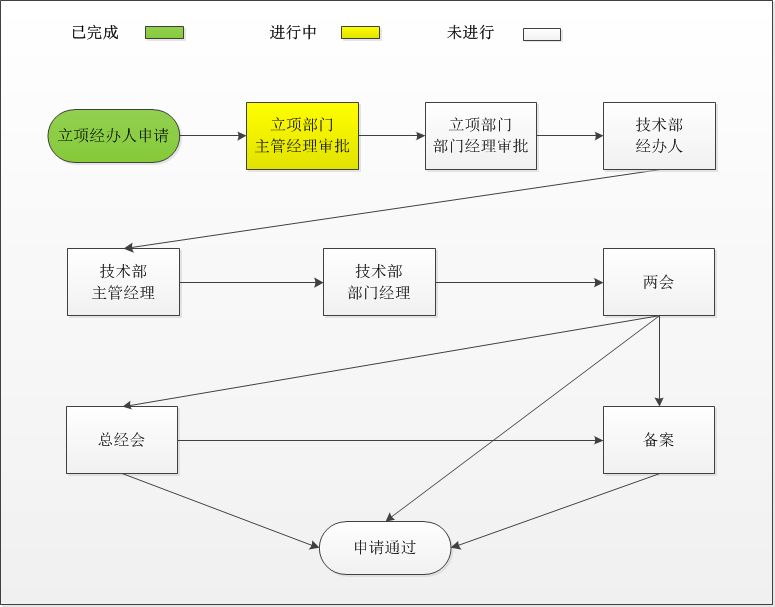 已完成
进行中
未进行
立项经办人申请
立项部门
主管经理审批
立项部门
部门经理审批
技术部
经办人
技术部
主管经理
技术部
部门经理
两会
总经会
备案
申请通过